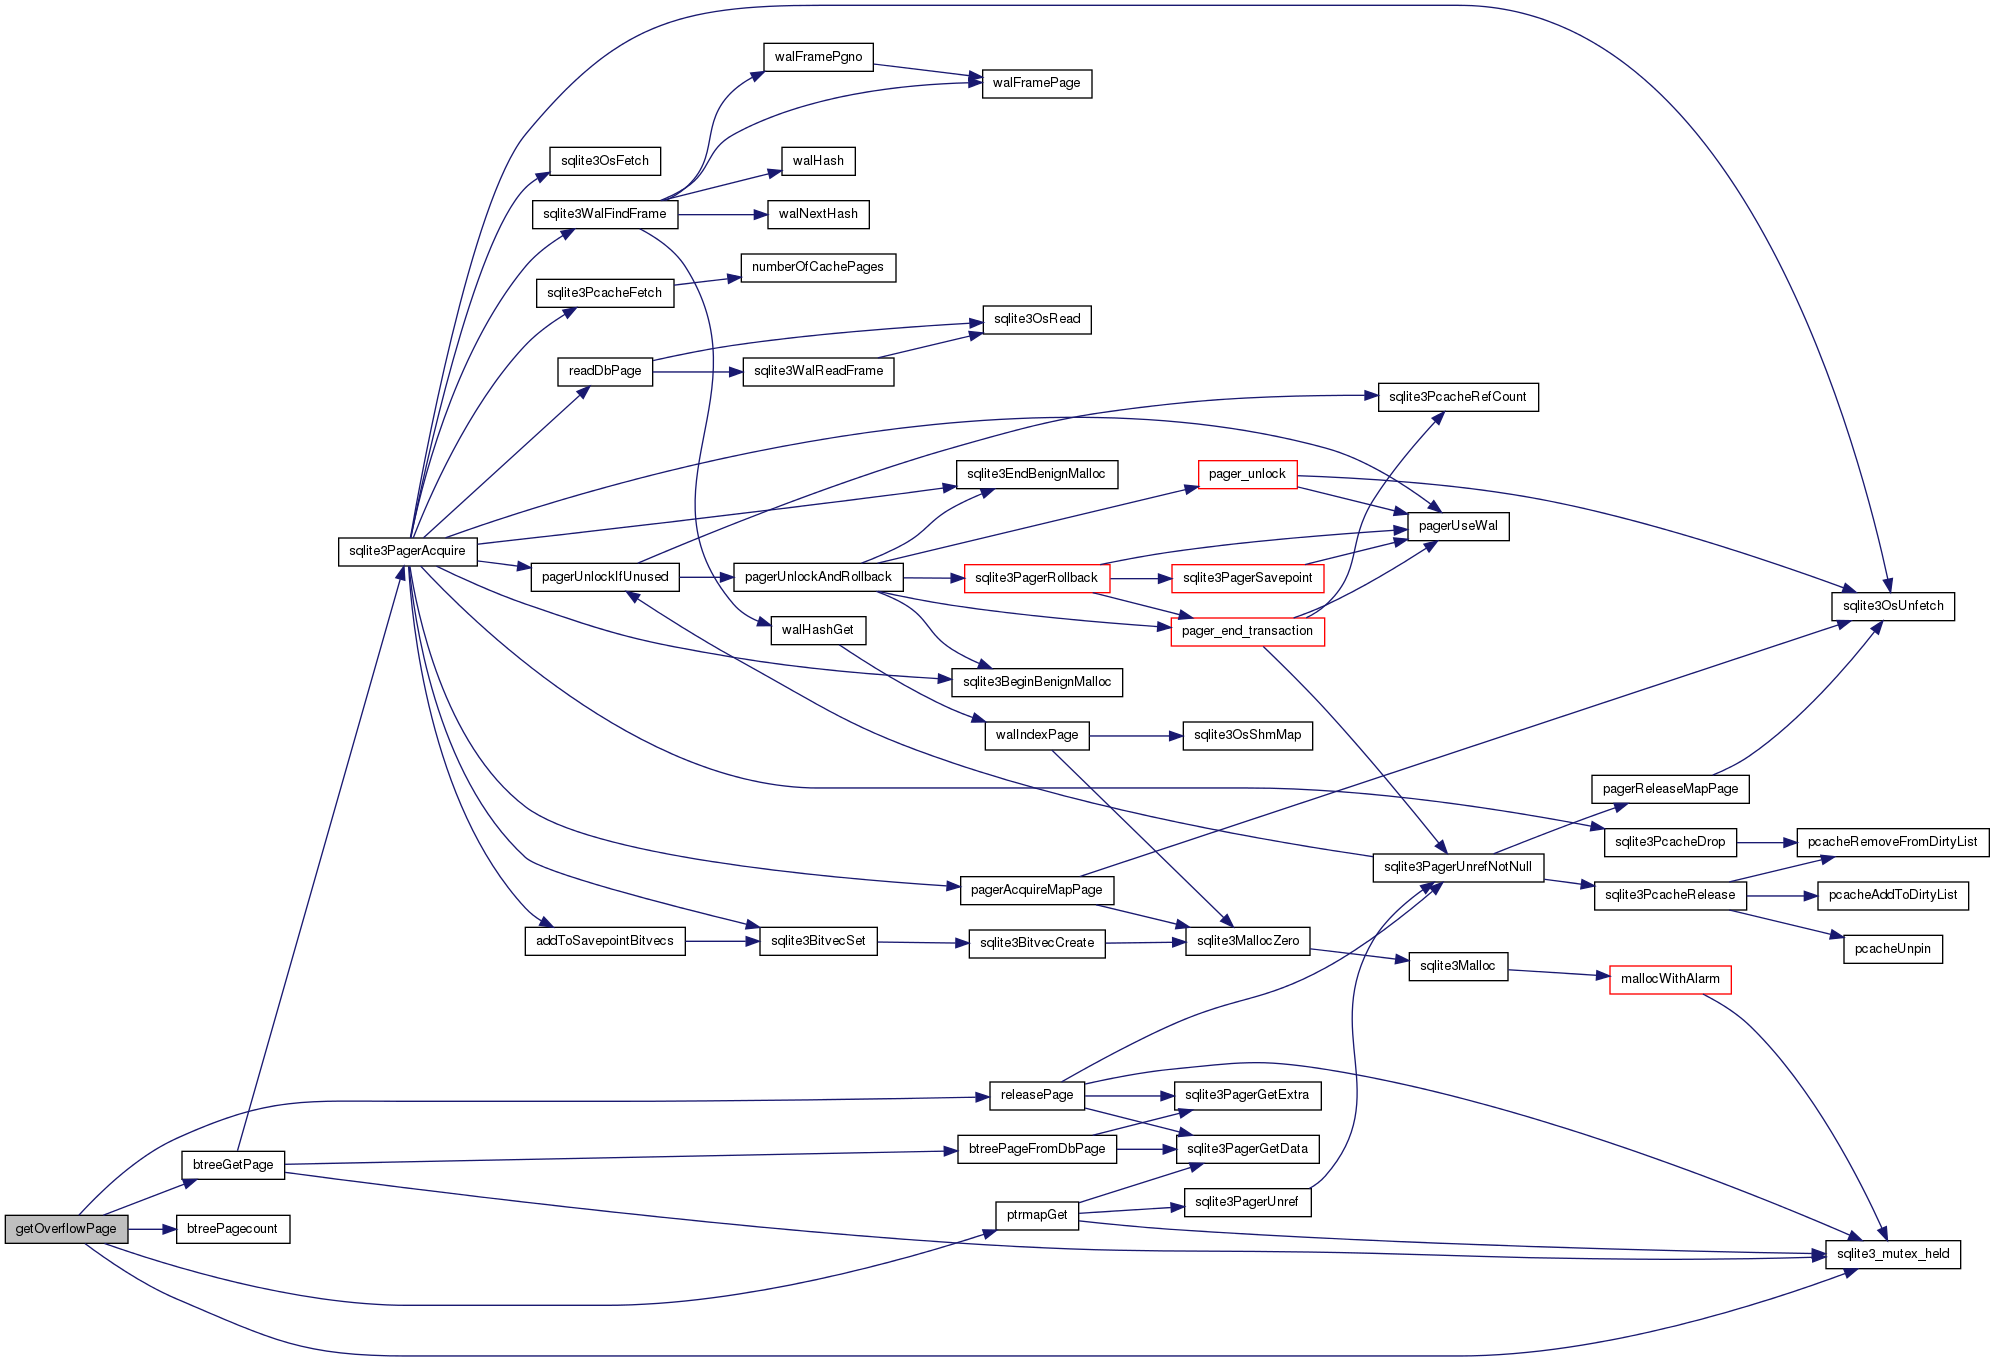 walFramePgno
walFramePage
sqlite3OsFetch
walHash
sqlite3WalFindFrame
walNextHash
numberOfCachePages
sqlite3PcacheFetch
sqlite3OsRead
readDbPage
sqlite3WalReadFrame
sqlite3PcacheRefCount
sqlite3EndBenignMalloc
pager_unlock
pagerUseWal
sqlite3PagerAcquire
pagerUnlockIfUnused
pagerUnlockAndRollback
sqlite3PagerRollback
sqlite3PagerSavepoint
sqlite3OsUnfetch
walHashGet
pager_end_transaction
sqlite3BeginBenignMalloc
walIndexPage
sqlite3OsShmMap
pagerReleaseMapPage
sqlite3PcacheDrop
pcacheRemoveFromDirtyList
sqlite3PagerUnrefNotNull
pagerAcquireMapPage
sqlite3PcacheRelease
pcacheAddToDirtyList
addToSavepointBitvecs
sqlite3BitvecSet
sqlite3BitvecCreate
sqlite3MallocZero
pcacheUnpin
sqlite3Malloc
mallocWithAlarm
releasePage
sqlite3PagerGetExtra
btreeGetPage
btreePageFromDbPage
sqlite3PagerGetData
sqlite3PagerUnref
ptrmapGet
getOverflowPage
btreePagecount
sqlite3_mutex_held